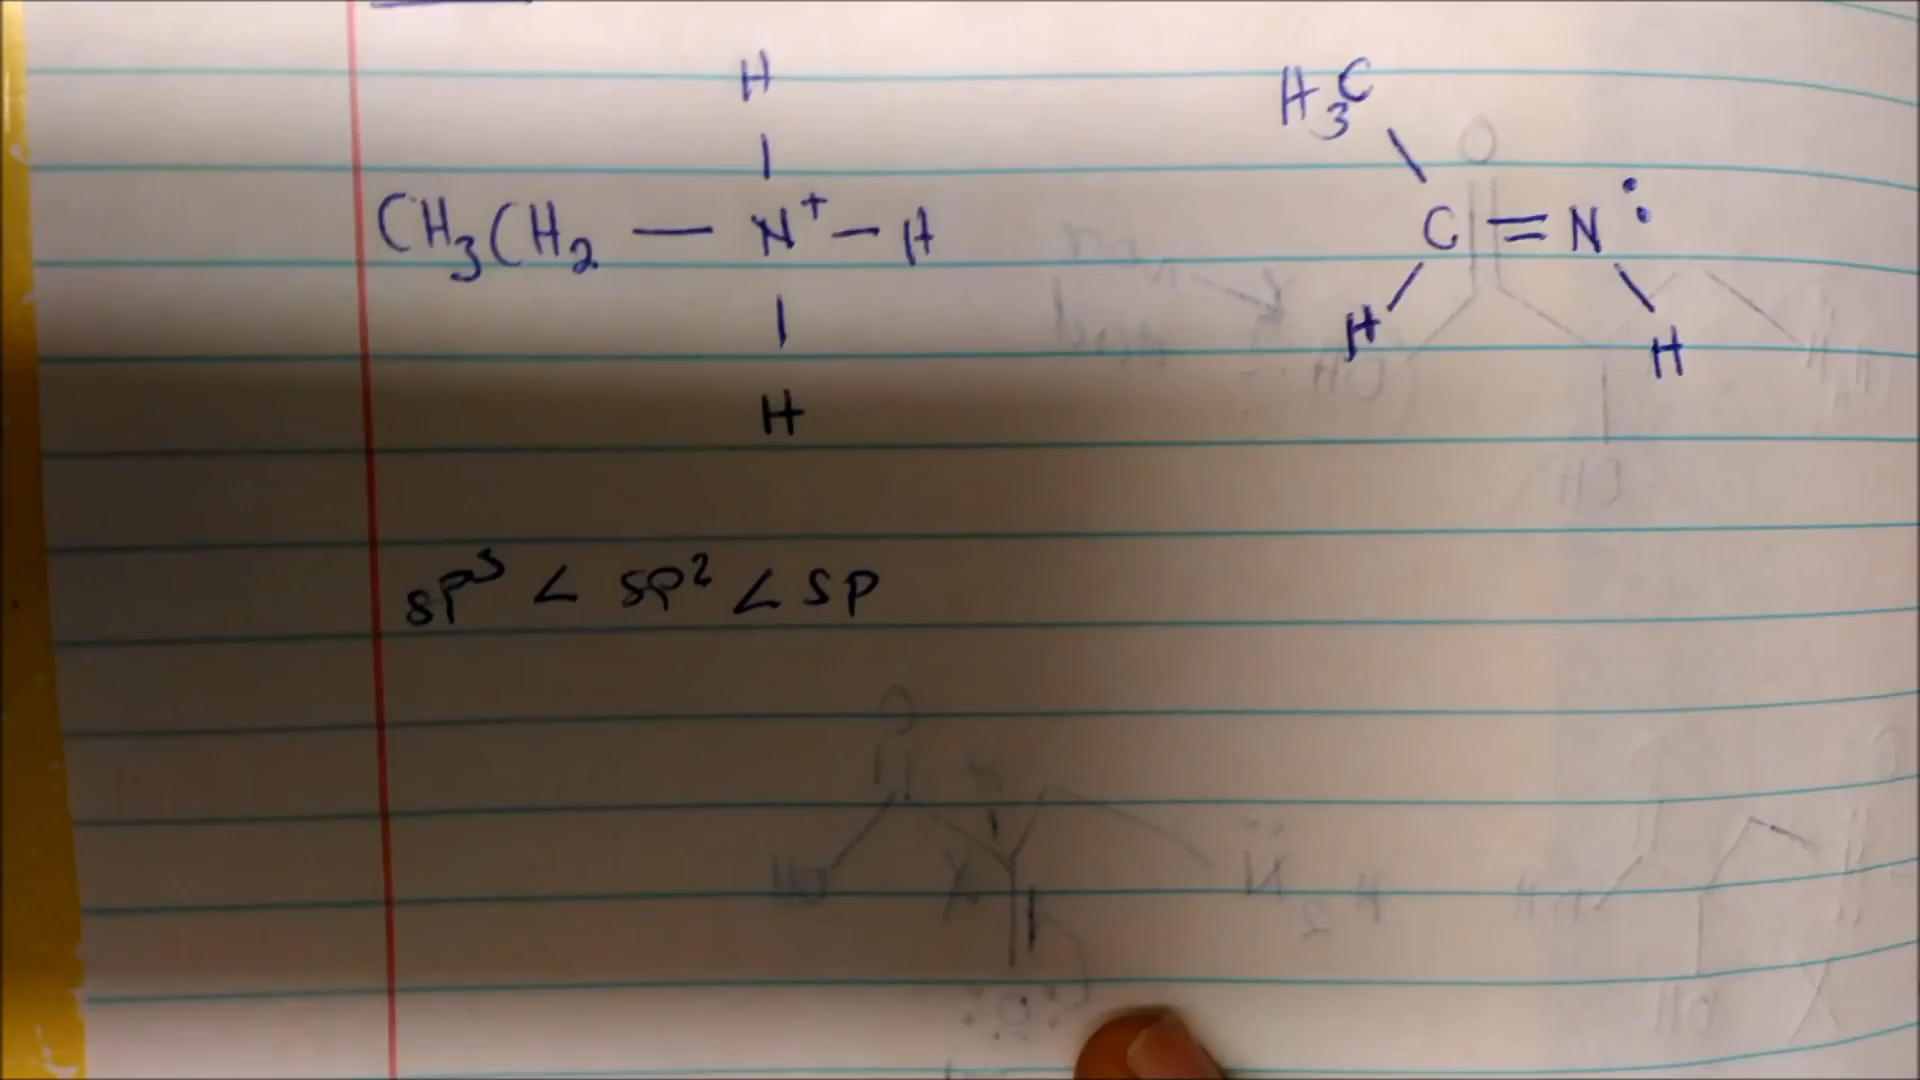 H
H₃C
CH₃CH₂ — N⁺ — H
C = N:
H
H
H
sp³ < sp² < sp